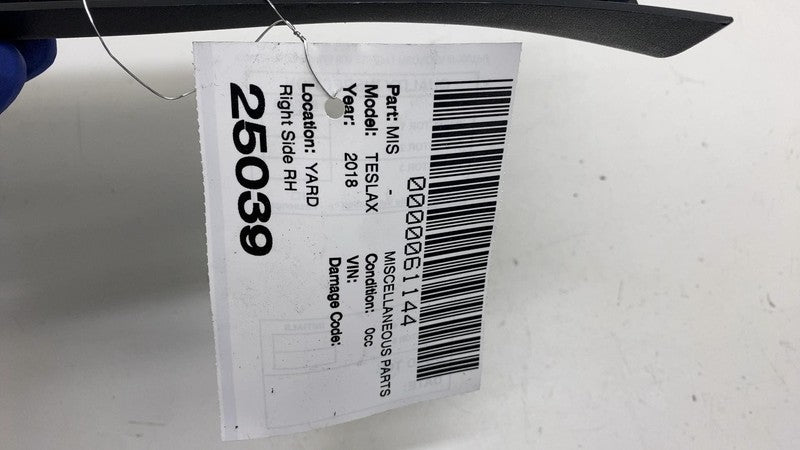 0000061144
Part: MIS - MISCELLANEOUS PARTS
Model: TESLAX Condition: 0cc
Year: 2018 VIN:
Damage Code:
Location: YARD
Right Side RH
25039